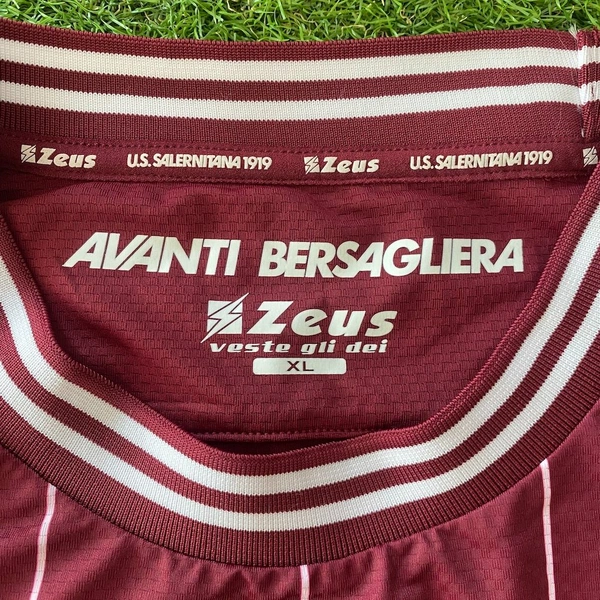 Zeus U.S. SALERNITANA 1919 Zeus U.S. SALERNITANA 1919
AVANTI BERSAGLIERA
Zeus
veste gli dei
XL